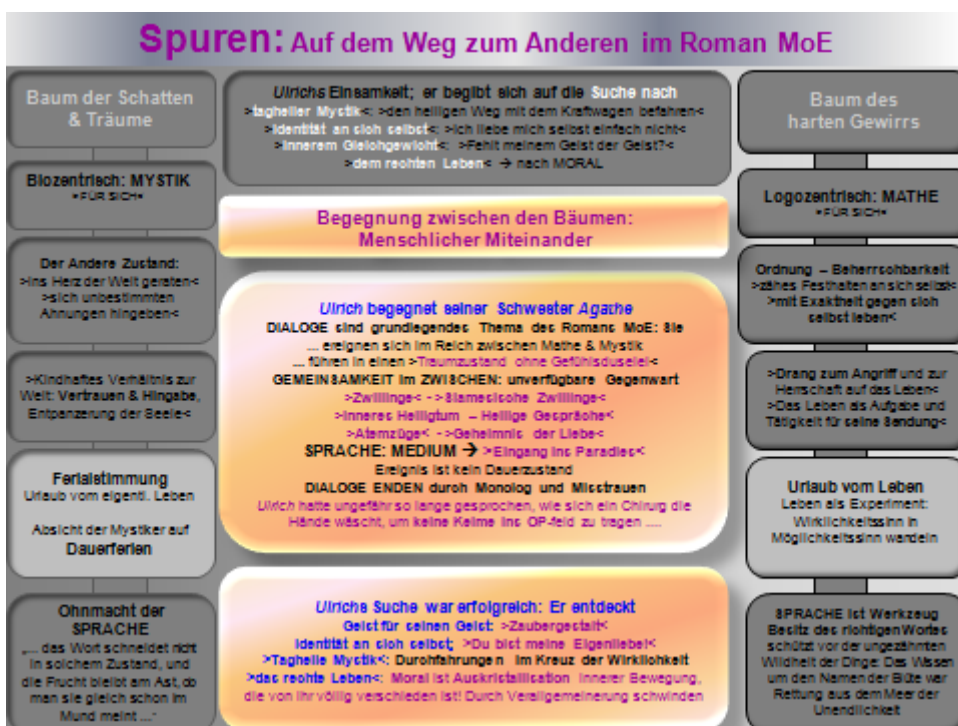 Spuren: Auf dem Weg zum Anderen im Roman MoE
Baum der Schatten
& Träume
Biozentrisch: MYSTIK
»FÜR SICH«
Der Andere Zustand:
>ins Herz der Welt geraten<
>sich unbestimmten
Ahnungen hingeben<
>Kindhaftes Verhältnis zur
Welt: Vertrauen & Hingabe,
Entpanzerung der Seele<
Ferialstimmung
Urlaub vom eigentl. Leben
Absicht der Mystiker auf
Dauerferien
Ohnmacht der
SPRACHE
„... das Wort schneidet nicht
in solchem Zustand, und
die Frucht bleibt am Ast, do
man sie gleich schon im
Mund meint ..."
Ulrichs Einsamkeit; er begibt sich auf die Suche nach
>tagheller Mystik<: >den heiligen Weg mit dem Kraftwagen befahren<
>Identität an sich selbst<: >Ich liebe mich selbst einfach nicht<
>Innerem Gleichgewicht<: >Fehlt meinem Geist der Geist?<
>dem rechten Leben< → nach MORAL
Begegnung zwischen den Bäumen:
Menschlicher Miteinander
Ulrich begegnet seiner Schwester Agathe
DIALOGE sind grundlegendes Thema des Romans MoE: Sie
... ereignen sich im Reich zwischen Mathe & Mystik
... führen in einen >Traumzustand ohne Gefühlsduselei<
GEMEINSAMKEIT im ZWISCHEN: unverfügbare Gegenwart
>Zwillinge< ->Siamesische Zwillinge<
>Inneres Heiligtum – Heilige Gespräche<
>Atemzüge< ->Geheimnis der Liebe<
SPRACHE: MEDIUM → >Eingang ins Paradies<
Ereignis ist kein Dauerzustand
DIALOGE ENDEN durch Monolog und Misstrauen
Ulrich hatte ungefähr so lange gesprochen, wie sich ein Chirurg die
Hände wäscht, um keine Keime ins OP-feld zu tragen ....
Ulrichs Suche war erfolgreich: Er entdeckt
Geist für seinen Geist: >Zaubergestalt<
Identität an sich selbst; >Du bist meine Eigenliebe!<
>Taghelle Mystik<: Durchfahrungen im Kreuz der Wirklichkeit
>das rechte Leben<: Moral ist Auskristallisation innerer Bewegung,
die von ihr völlig verschieden ist! Durch Verallgemeinerung schwinden
Baum des
harten Gewirrs
Logozentrisch: MATHE
»FÜR SICH«
Ordnung – Beherrschbarkeit
>zähes Festhalten an sich selbst<
>mit Exaktheit gegen sich
selbst leben<
>Drang zum Angriff und zur
Herrschaft auf das Leben<
>Das Leben als Aufgabe und
Tätigkeit für seine Sendung<
Urlaub vom Leben
Leben als Experiment:
Wirklichkeitssinn in
Möglichkeitssinn wandeln
SPRACHE ist Werkzeug
Besitz des richtigen Wortes
schützt vor der ungezähmten
Wildheit der Dinge: Das Wissen
um den Namen der Blüte war
Rettung aus dem Meer der
Unendlichkeit